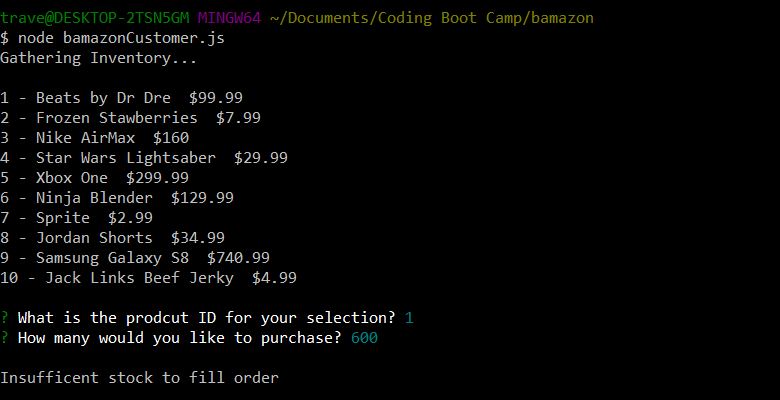 trave@DESKTOP-2TSN5GM MINGW64 ~/Documents/Coding Boot Camp/bamazon
$ node bamazonCustomer.js
Gathering Inventory...
1 - Beats by Dr Dre  $99.99
2 - Frozen Stawberries  $7.99
3 - Nike AirMax  $160
4 - Star Wars Lightsaber  $29.99
5 - Xbox One  $299.99
6 - Ninja Blender  $129.99
7 - Sprite  $2.99
8 - Jordan Shorts  $34.99
9 - Samsung Galaxy S8  $740.99
10 - Jack Links Beef Jerky  $4.99
? What is the prodcut ID for your selection? 1
? How many would you like to purchase? 600
Insufficent stock to fill order